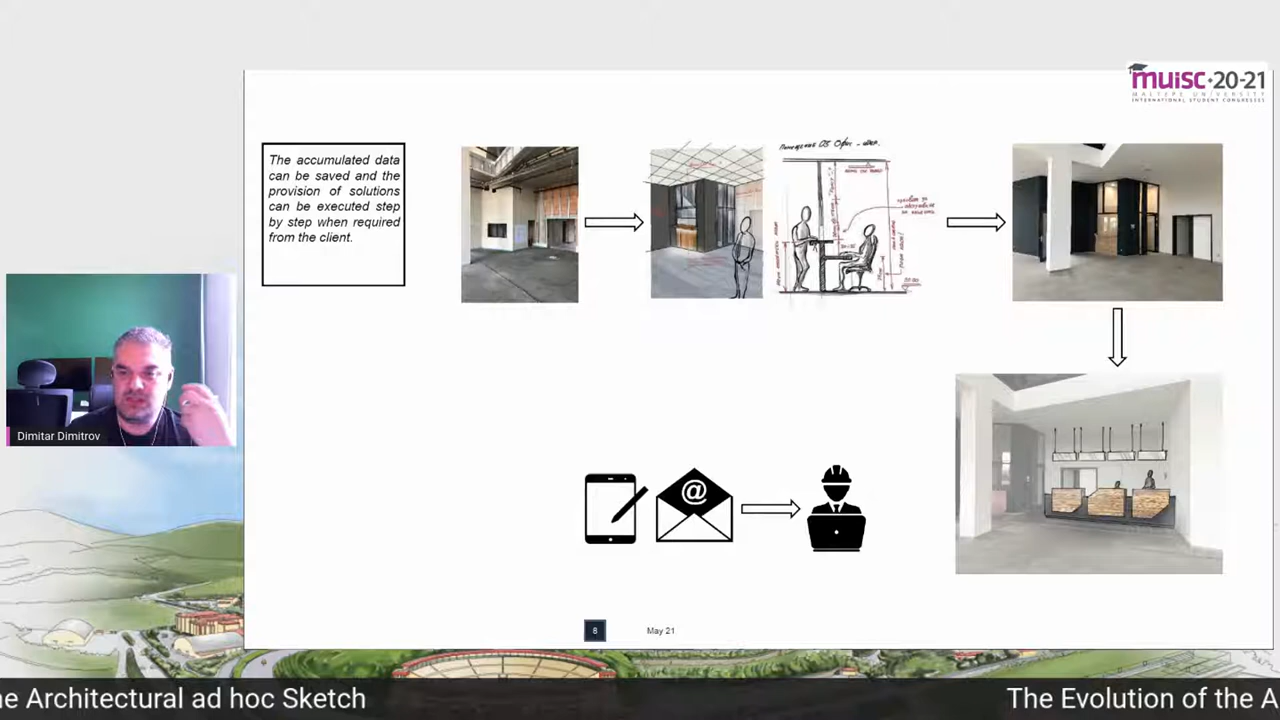 muisc•20-21
MALTEPE UNIVERSITY
INTERNATIONAL STUDENT CONGRESSES
The accumulated data
can be saved and the
provision of solutions
can be executed step
by step when required
from the client.
Dimitar Dimitrov
@
8
May 21
e Architectural ad hoc Sketch
The Evolution of the A